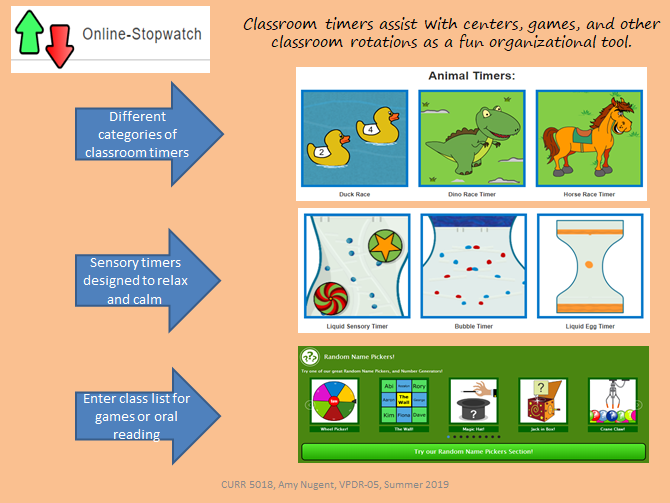 Online-Stopwatch
Classroom timers assist With centers, games, and other
classroom rotations as a fun organizational tool.
Different
categories of
classroom timers
Animal Timers:
2
4
Duck Race
Dino Race Timer
Horse Race Timer
Sensory timers
designed to relax
and calm
Liquid Sensory Timer
Bubble Timer
Liquid Egg Timer
Enter class list for
games or oral
reading
Random Name Pickers!
Try one of our great Random Name Pickers, and Number Generators!
Abi
Rory
The
Wall!
Kim
Fiona
Dave
Wheel Picker!
The Wall!
Magic Hat!
Jack in Box!
Crane Claw!
Try our Random Name Pickers Section!
CURR 5018, Amy Nugent, VPDR-05, Summer 2019